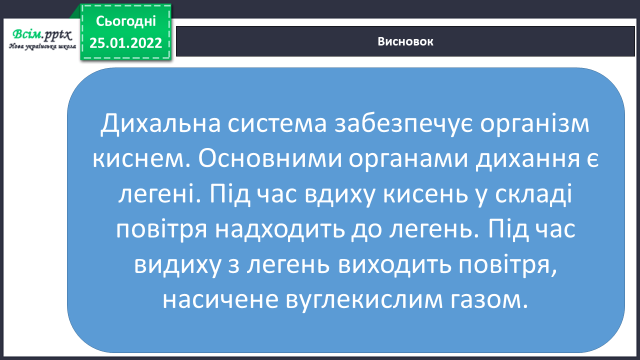 Всім.pptx
Нова українська школа
Сьогодні
25.01.2022
Висновок
Дихальна система забезпечує організм
киснем. Основними органами дихання є
легені. Під час вдиху кисень у складі
повітря надходить до легень. Під час
видиху з легень виходить повітря,
насичене вуглекислим газом.